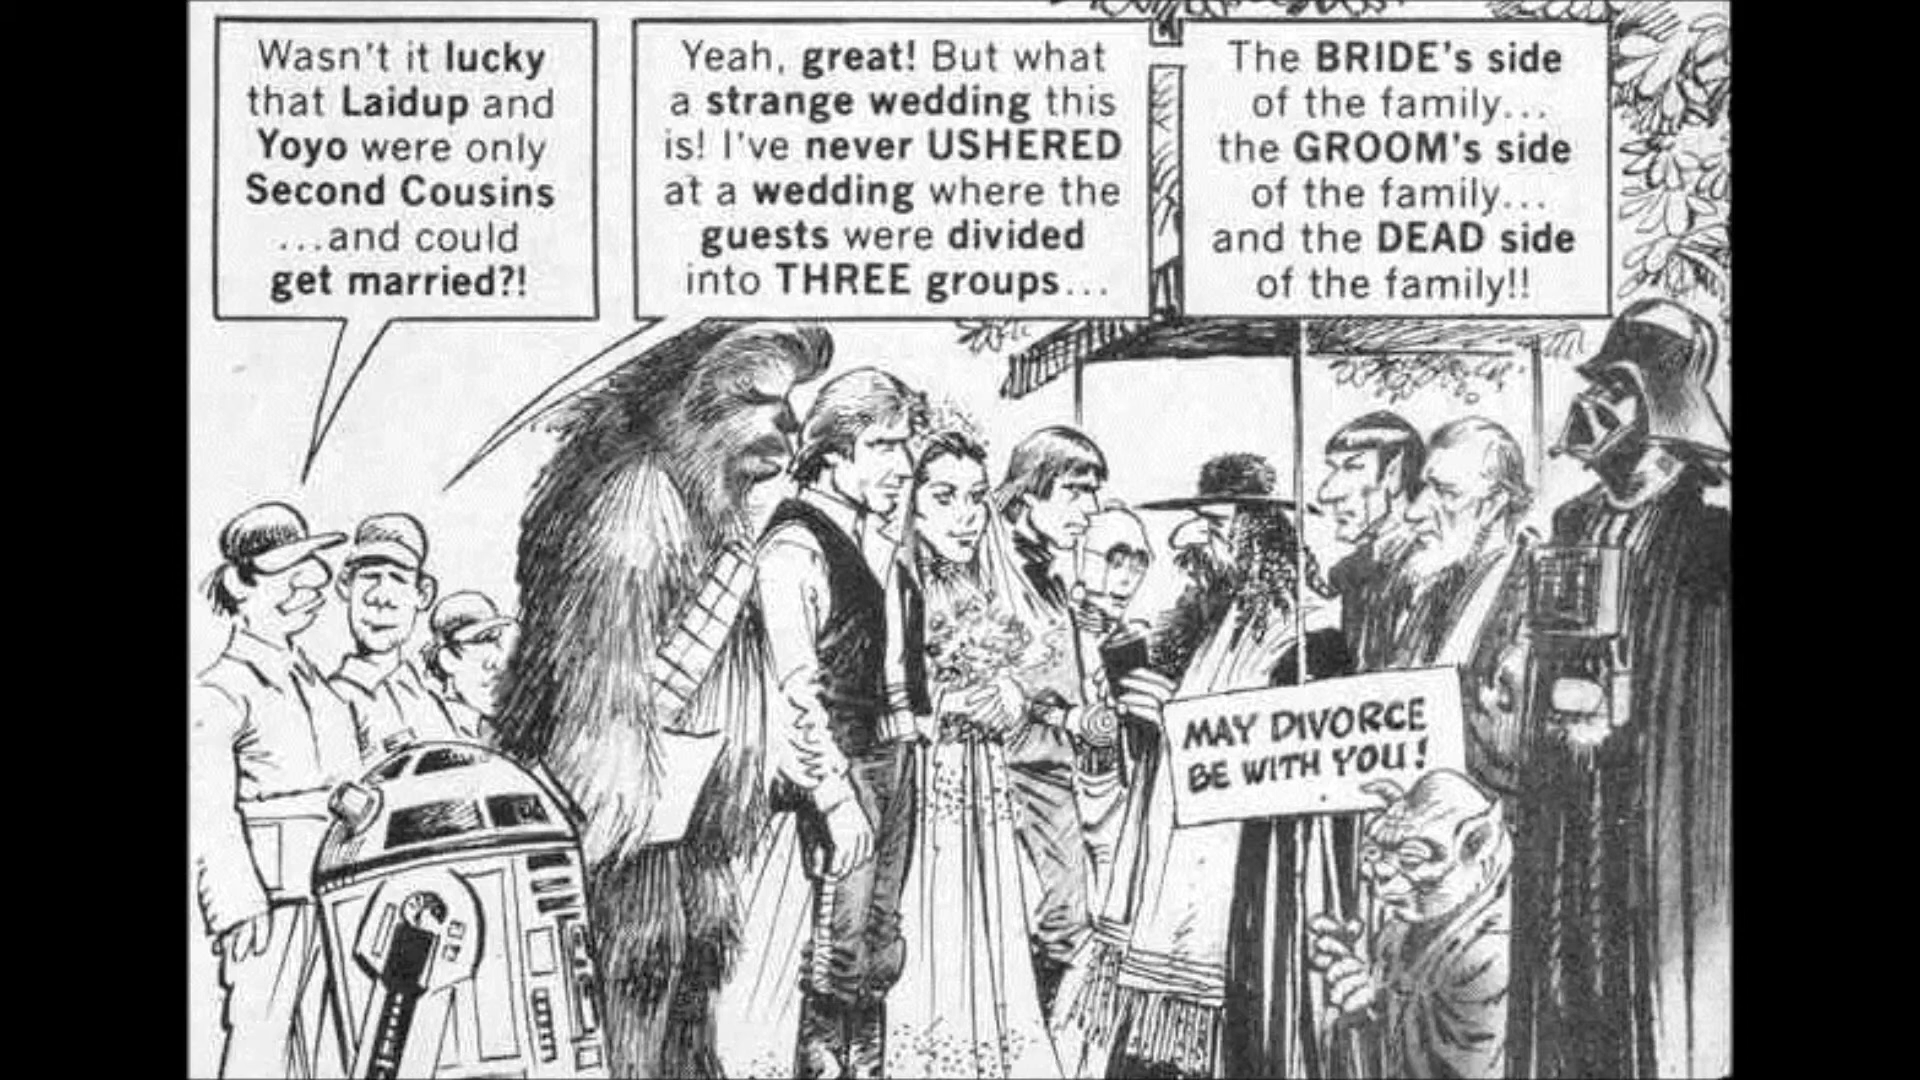 Wasn't it lucky
that Laidup and
Yoyo were only
Second Cousins
...and could
get married?!
Yeah, great! But what
a strange wedding this
is! I've never USHERED
at a wedding where the
guests were divided
into THREE groups...
The BRIDE's side
of the family...
the GROOM's side
of the family...
and the DEAD side
of the family!!
MAY DIVORCE
BE WITH YOU!